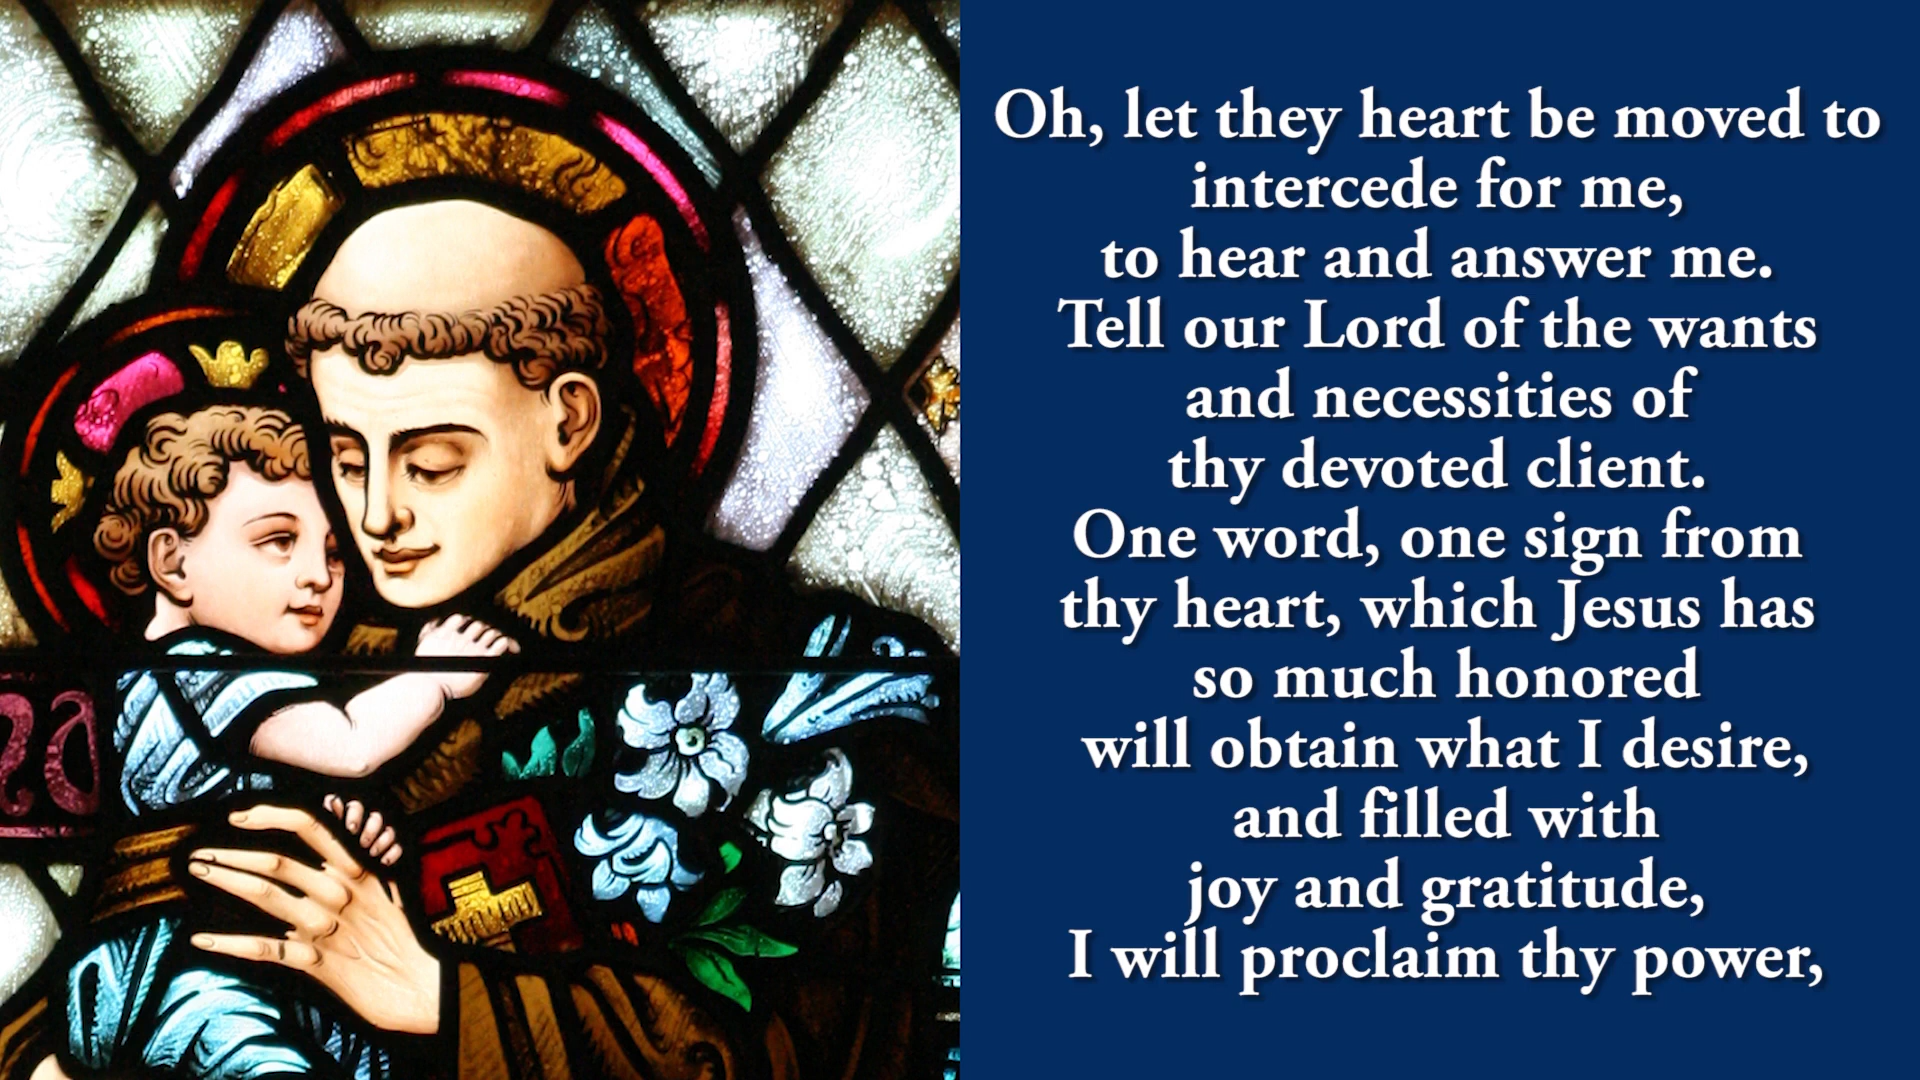 Oh, let they heart be moved to
intercede for me,
to hear and answer me.
Tell our Lord of the wants
and necessities of
thy devoted client.
One word, one sign from
thy heart, which Jesus has
so much honored
will obtain what I desire,
and filled with
joy and gratitude,
I will proclaim thy power,